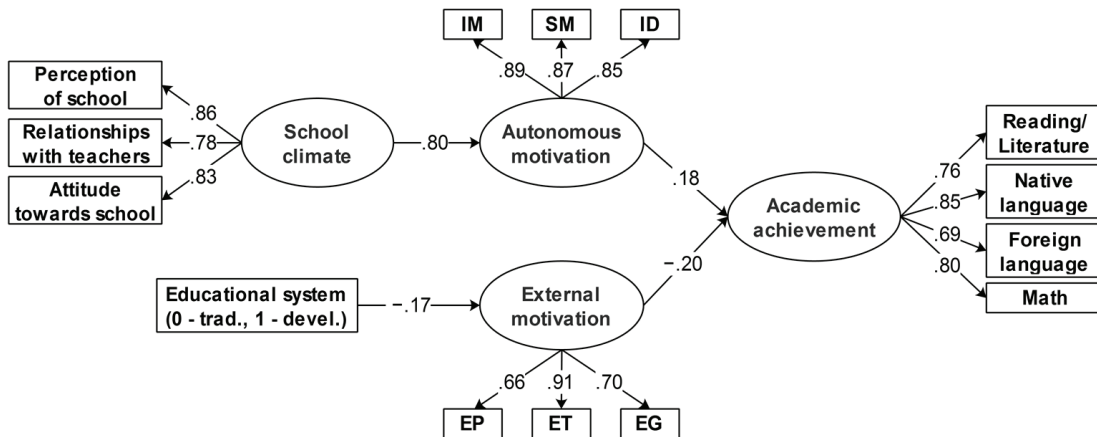 IM
SM
ID
.89
.87
.85
Perception
of school
Relationships
with teachers
Attitude
towards school
.86
.78
.83
School
climate
.80
Autonomous
motivation
.18
Academic
achievement
Reading/
Literature
Native
language
Foreign
language
Math
.76
.85
.69
.80
Educational system
(0 - trad., 1 - devel.)
−.17
External
motivation
−.20
.66
.91
.70
EP
ET
EG